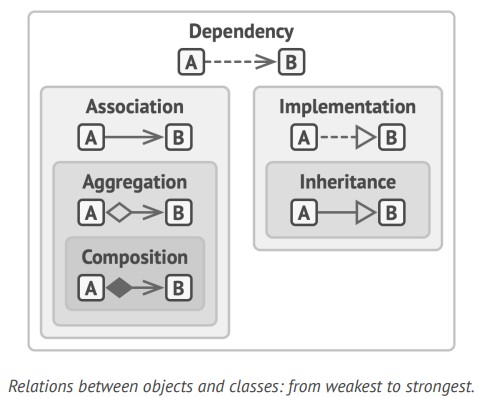 Dependency
A B
Association
A B
Implementation
A B
Aggregation
A B
Inheritance
A B
Composition
A B
Relations between objects and classes: from weakest to strongest.